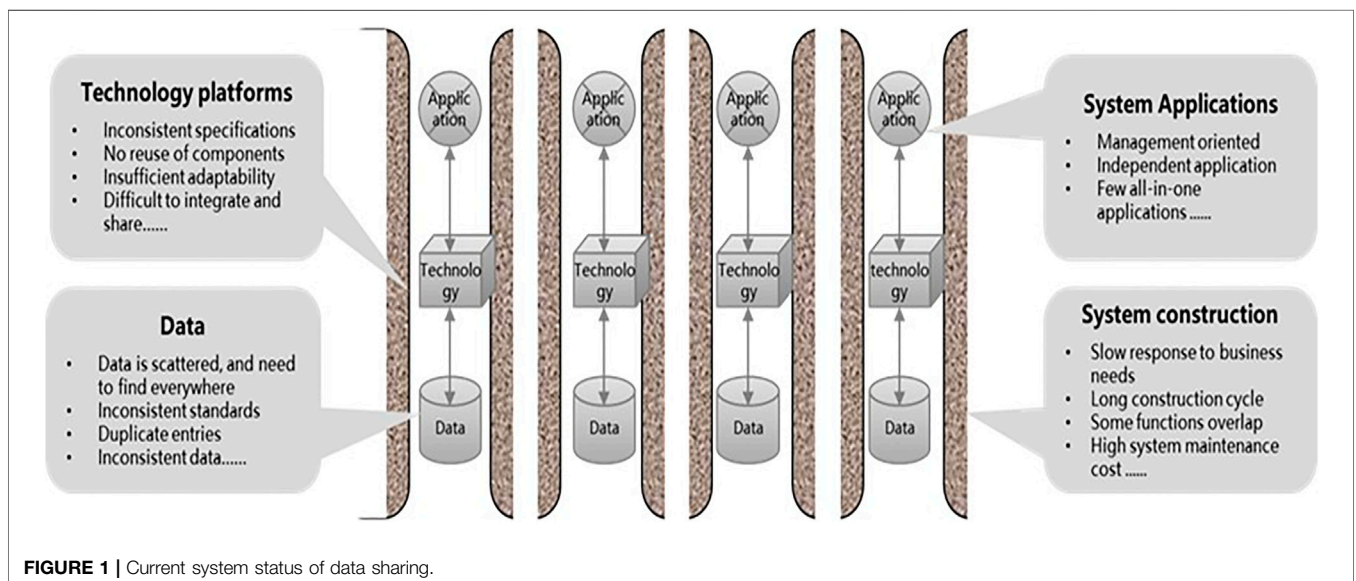 Technology platforms
• Inconsistent specifications
• No reuse of components
• Insufficient adaptability
• Difficult to integrate and
share......
Data
• Data is scattered, and need
to find everywhere
• Inconsistent standards
• Duplicate entries
• Inconsistent data......
Applic
ation
Technolo
gy
Data
Applic
ation
Technolo
gy
Data
Applic
ation
Technolo
gy
Data
Applic
ation
technolo
gy
Data
System Applications
• Management oriented
• Independent application
• Few all-in-one
applications ......
System construction
• Slow response to business
needs
• Long construction cycle
• Some functions overlap
• High system maintenance
cost ......
FIGURE 1 | Current system status of data sharing.